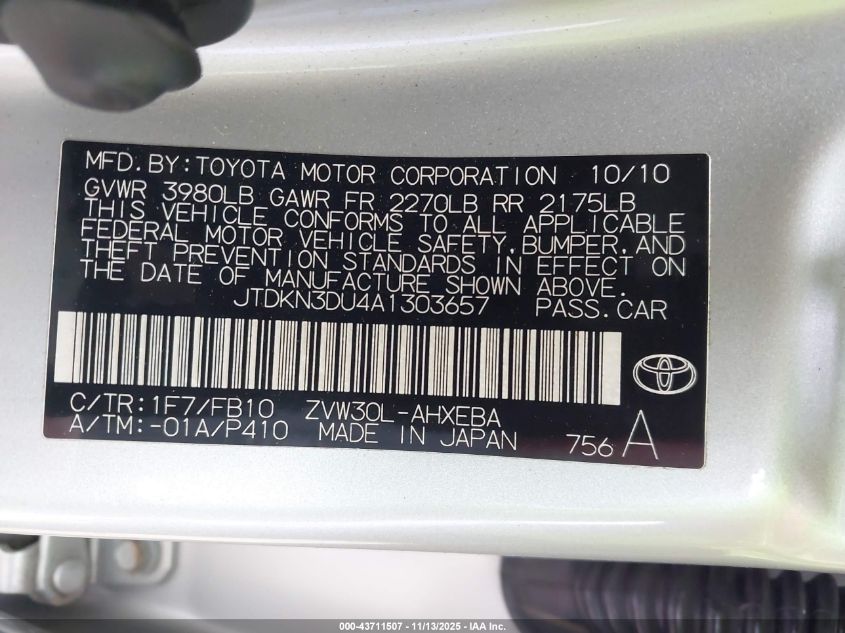 MFD. BY: TOYOTA MOTOR CORPORATION 10/10
GVWR 3980LB GAWR FR 2270LB RR 2175LB
THIS VEHICLE CONFORMS TO ALL APPLICABLE
FEDERAL MOTOR VEHICLE SAFETY, BUMPER, AND
THEFT PREVENTION STANDARDS IN EFFECT ON
THE DATE OF MANUFACTURE SHOWN ABOVE.
JTDKN3DU4A1303657 PASS.CAR
C/TR:1F7/FB10 ZVW30L-AHXEBA
A/TM:-01A/P410 MADE IN JAPAN 756 A
000-43711507 - 11/13/2025 - IAA Inc.